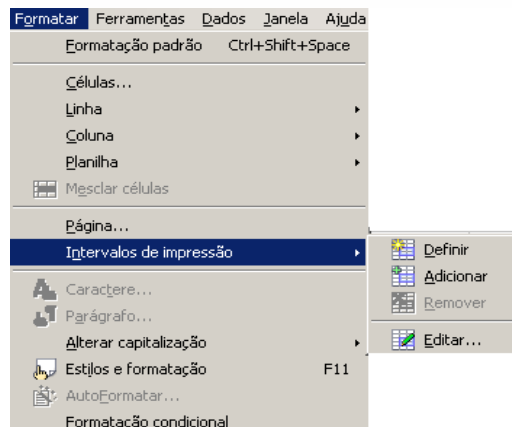 Formatar Ferramentas Dados Janela Ajuda
Formatação padrão Ctrl+Shift+Space
Células...
Linha
Coluna
Planilha
Mesclar células
Página...
Intervalos de impressão
Definir
Adicionar
Remover
Editar...
Caractere...
Parágrafo...
Alterar capitalização
Estilos e formatação F11
AutoFormatar...
Formatação condicional